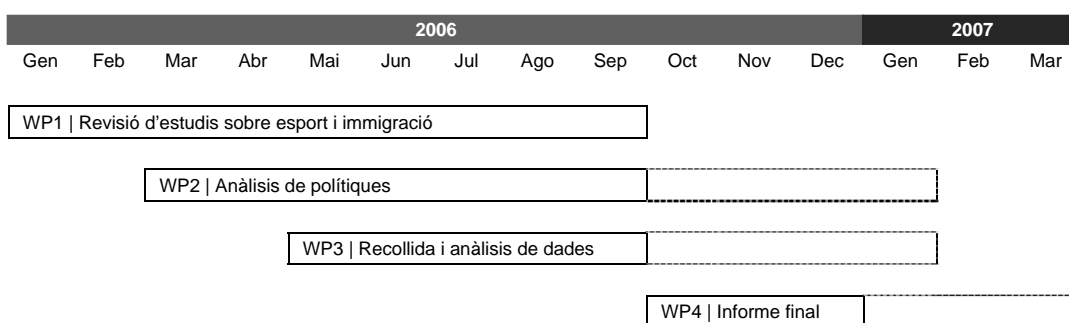 2006 2007
Gen Feb Mar Abr Mai Jun Jul Ago Sep Oct Nov Dec Gen Feb Mar
WP1 | Revisió d'estudis sobre esport i immigració
WP2 | Anàlisis de polítiques
WP3 | Recollida i anàlisis de dades
WP4 | Informe final